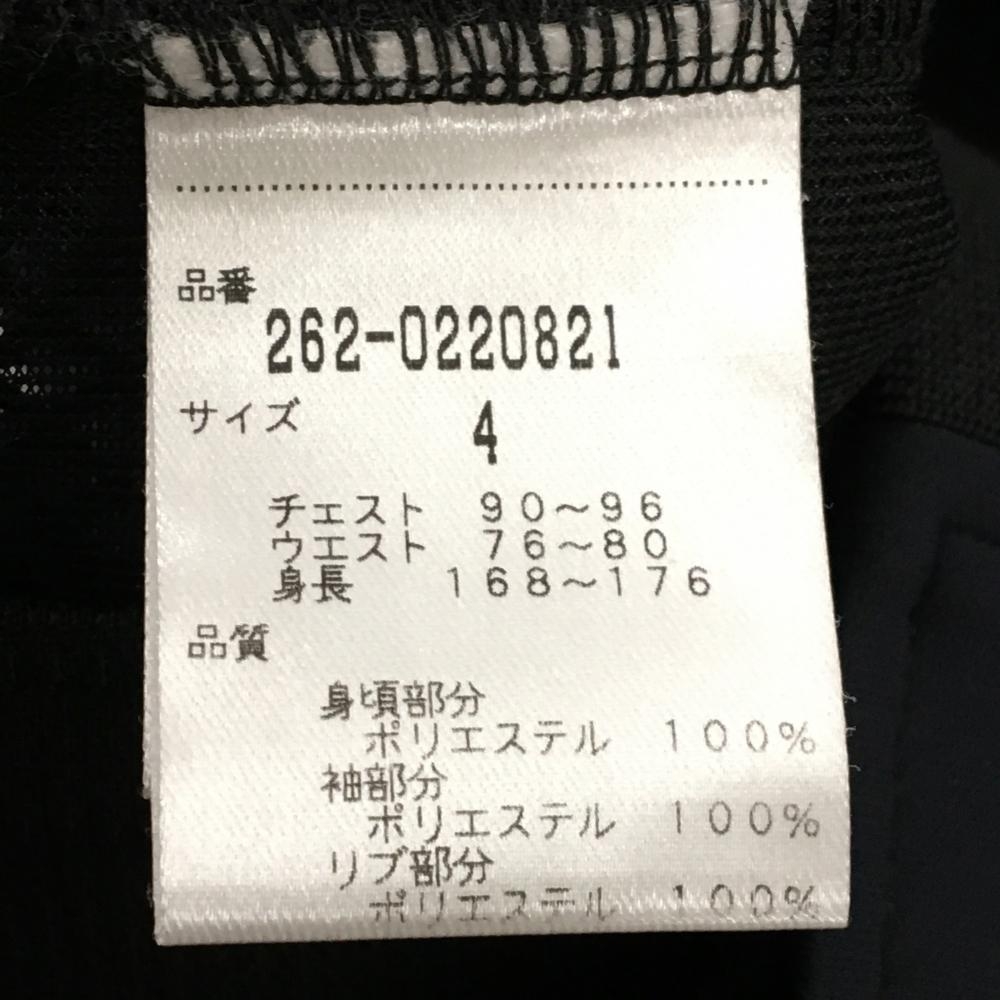 品番
262-0220821
サイズ 4
チェスト 90～96
ウエスト 76～80
身長 168～176
品質
身頃部分
ポリエステル 100%
袖部分
ポリエステル 100%
リブ部分
ポリエステル 100%